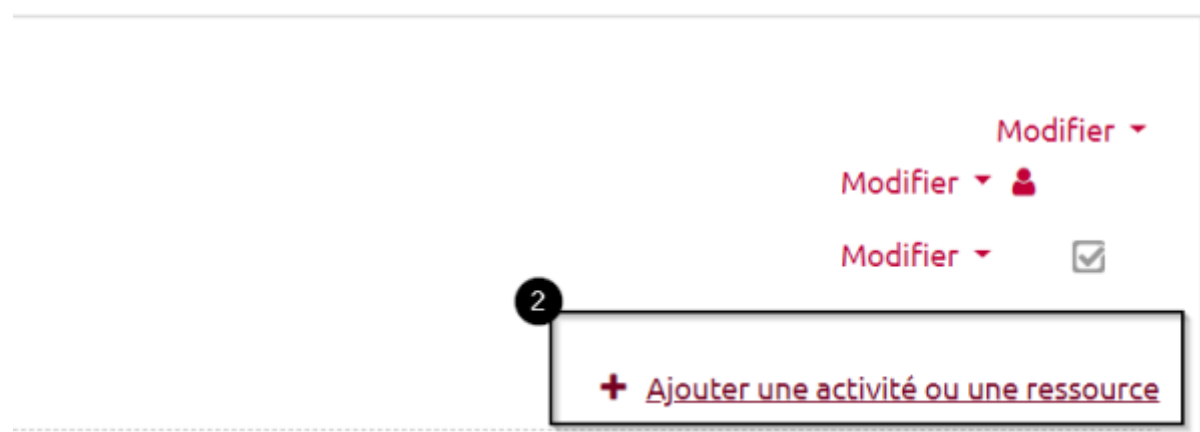 Modifier
Modifier
Modifier
2
Ajouter une activité ou une ressource